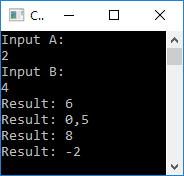 C...
Input A:
2
Input B:
4
Result: 6
Result: 0,5
Result: 8
Result: -2